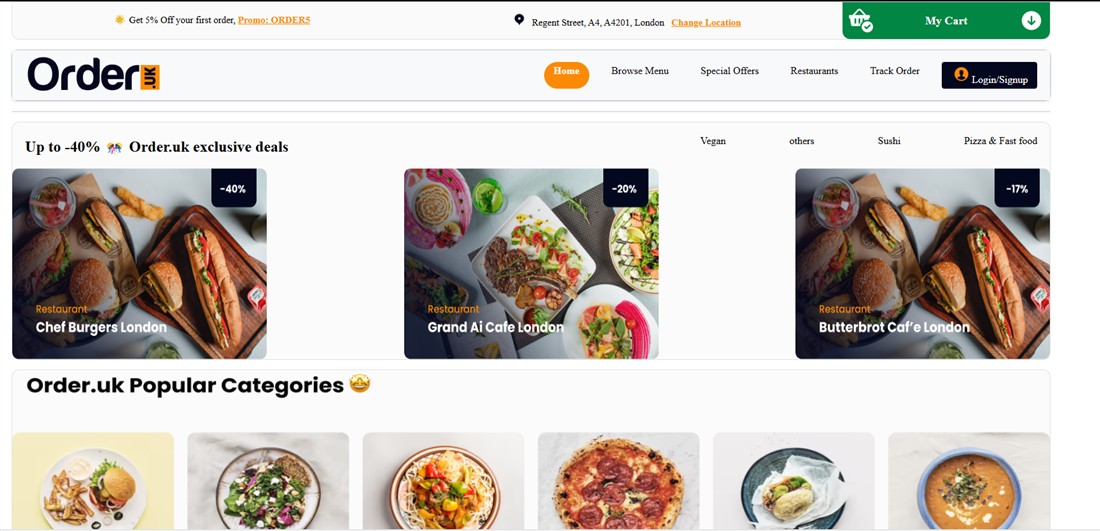 Get 5% Off your first order, Promo: ORDER5
Regent Street, A4, A4201, London Change Location
My Cart
Order.uk
Home
Browse Menu
Special Offers
Restaurants
Track Order
Login/Signup
Up to -40% 🎊 Order.uk exclusive deals
Vegan
others
Sushi
Pizza & Fast food
-40%
Restaurant
Chef Burgers London
-20%
Restaurant
Grand Ai Cafe London
-17%
Restaurant
Butterbrot Caf'e London
Order.uk Popular Categories 🤩